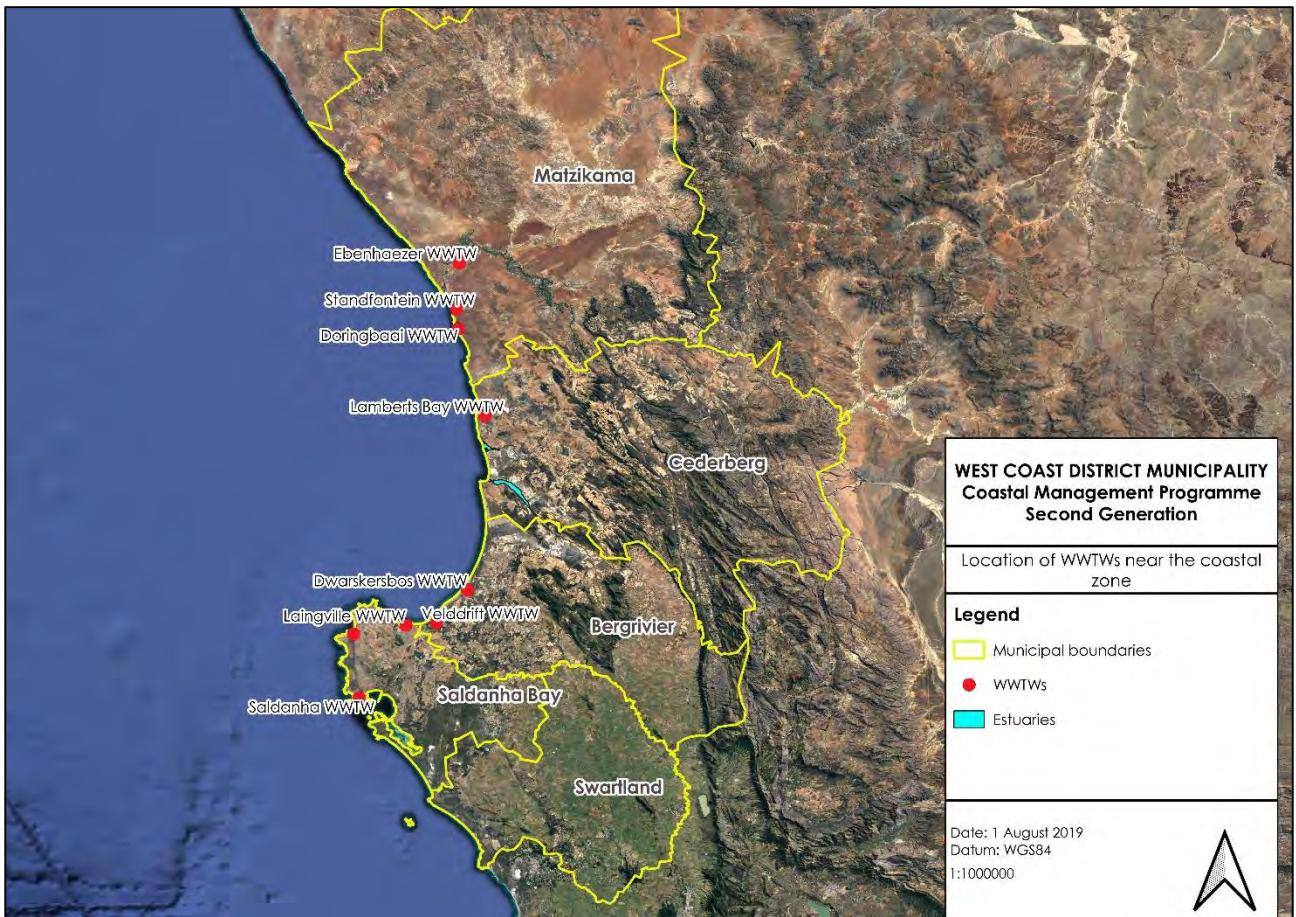 Matzikama
Ebenhaezer WWTW
Standfontein WWTW
Doringbaai WWTW
Lamberts Bay WWTW
Cederberg
Dwarskersbos WWTW
Laingville WWTW
Velddrift WWTW
Bergrivier
Saldanha Bay
Saldanha WWTW
Swartland
WEST COAST DISTRICT MUNICIPALITY
Coastal Management Programme
Second Generation
Location of WWTWs near the coastal
zone
Legend
Municipal boundaries
WWTWs
Estuaries
Date: 1 August 2019
Datum: WGS84
1:1000000